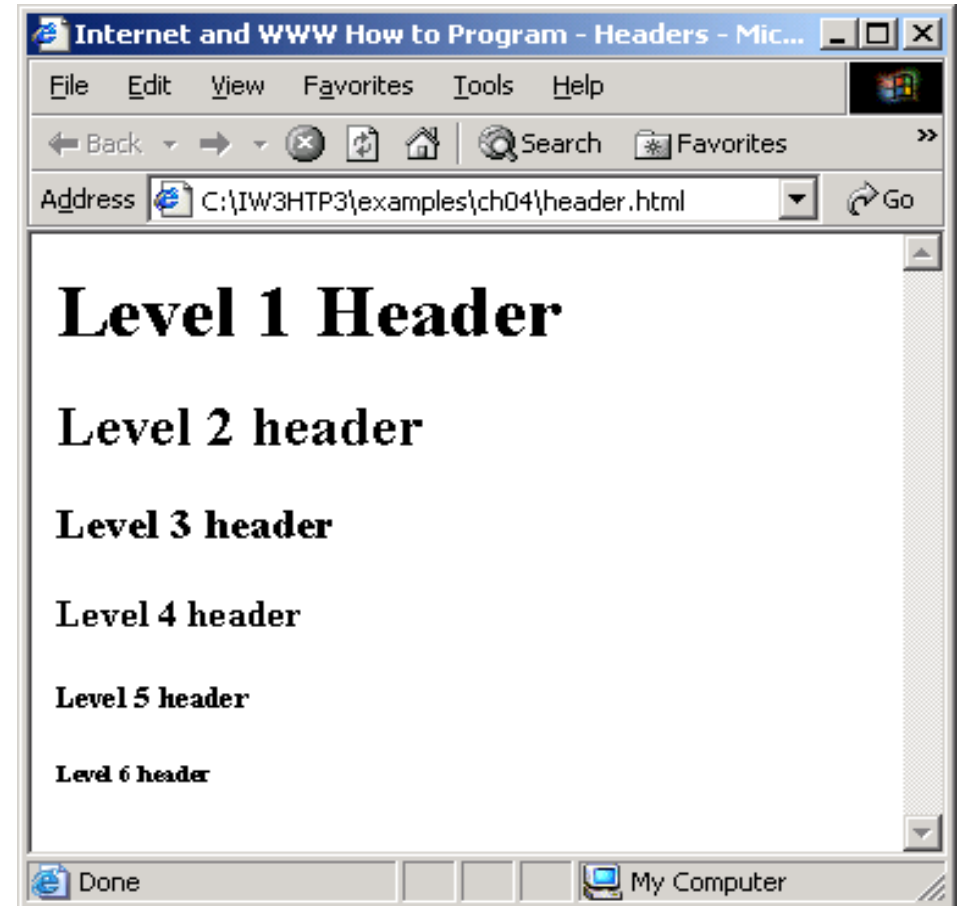 Internet and WWW How to Program - Headers - Mic...
File Edit View Favorites Tools Help
Back Search Favorites »
Address C:\IW3HTP3\examples\ch04\header.html Go
Level 1 Header
Level 2 header
Level 3 header
Level 4 header
Level 5 header
Level 6 header
Done My Computer